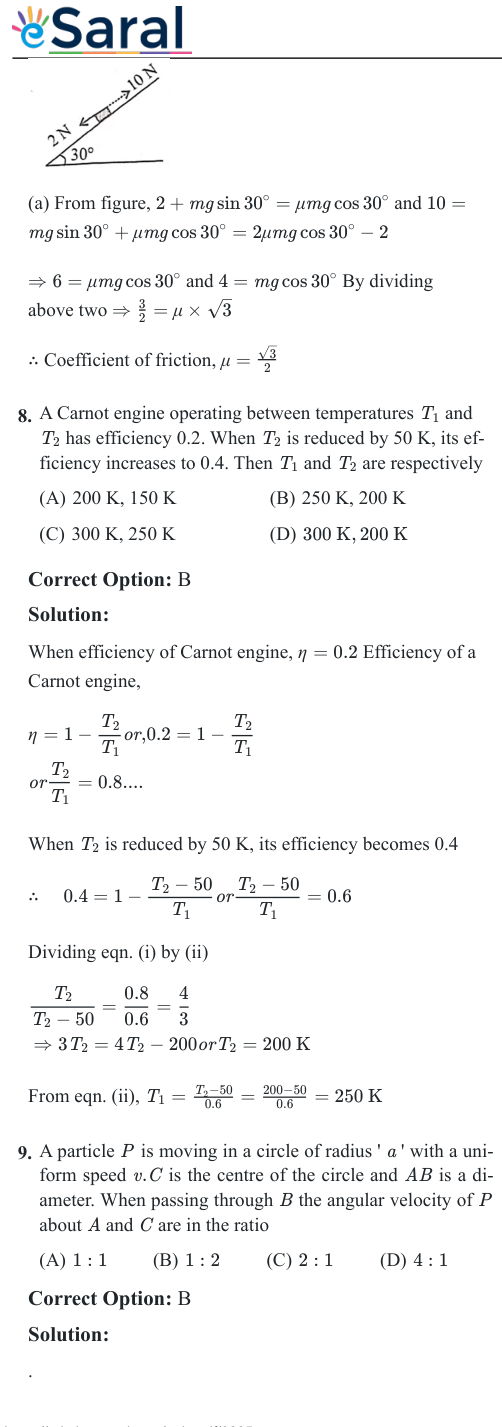 eSaral
10 N
2 N
30°
(a) From figure, 2 + mg sin 30° = μmg cos 30° and 10 =
mg sin 30° + μmg cos 30° = 2μmg cos 30° − 2
⇒ 6 = μmg cos 30° and 4 = mg cos 30° By dividing
above two ⇒ 3/2 = μ × √3
∴ Coefficient of friction, μ = √3/2
8. A Carnot engine operating between temperatures T₁ and
T₂ has efficiency 0.2. When T₂ is reduced by 50 K, its ef-
ficiency increases to 0.4. Then T₁ and T₂ are respectively
(A) 200 K, 150 K (B) 250 K, 200 K
(C) 300 K, 250 K (D) 300 K, 200 K
Correct Option: B
Solution:
When efficiency of Carnot engine, η = 0.2 Efficiency of a
Carnot engine,
η = 1 − T₂/T₁ or, 0.2 = 1 − T₂/T₁
or T₂/T₁ = 0.8....
When T₂ is reduced by 50 K, its efficiency becomes 0.4
∴ 0.4 = 1 − (T₂ − 50)/T₁ or (T₂ − 50)/T₁ = 0.6
Dividing eqn. (i) by (ii)
T₂/(T₂ − 50) = 0.8/0.6 = 4/3
⇒ 3T₂ = 4T₂ − 200 or T₂ = 200 K
From eqn. (ii), T₁ = (T₂−50)/0.6 = (200−50)/0.6 = 250 K
9. A particle P is moving in a circle of radius ' a ' with a uni-
form speed v. C is the centre of the circle and AB is a di-
ameter. When passing through B the angular velocity of P
about A and C are in the ratio
(A) 1 : 1 (B) 1 : 2 (C) 2 : 1 (D) 4 : 1
Correct Option: B
Solution:
.